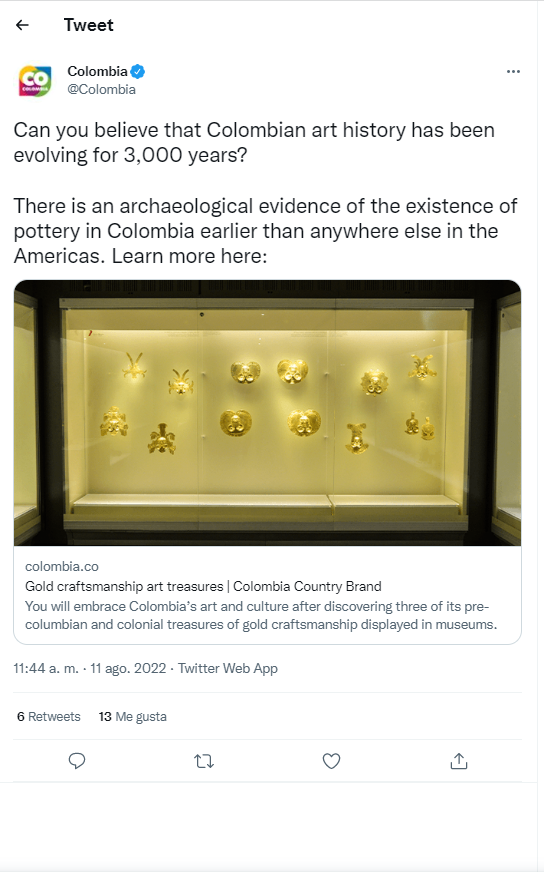 Tweet
CO
COLOMBIA
Colombia
@Colombia
Can you believe that Colombian art history has been
evolving for 3,000 years?
There is an archaeological evidence of the existence of
pottery in Colombia earlier than anywhere else in the
Americas. Learn more here:
colombia.co
Gold craftsmanship art treasures | Colombia Country Brand
You will embrace Colombia's art and culture after discovering three of its pre-
columbian and colonial treasures of gold craftsmanship displayed in museums.
11:44 a. m. · 11 ago. 2022 · Twitter Web App
6 Retweets 13 Me gusta